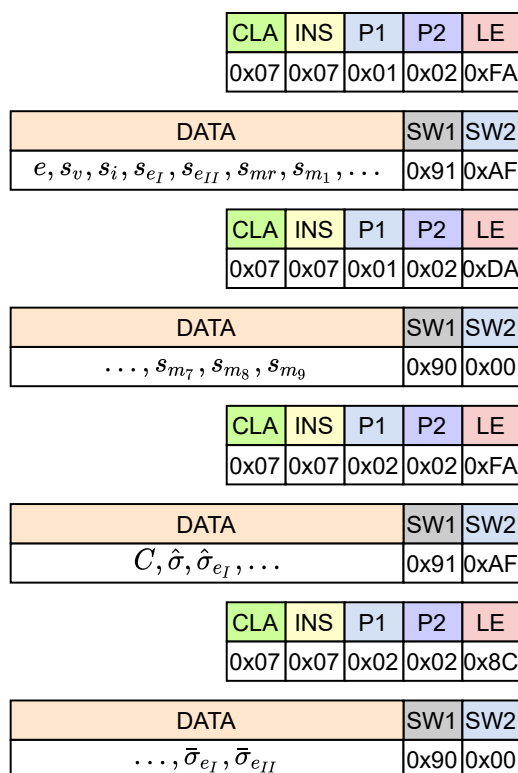 CLA INS P1 P2 LE
0x07 0x07 0x01 0x02 0xFA
DATA SW1 SW2
e, s_v, s_i, s_{e_I}, s_{e_{II}}, s_{mr}, s_{m_1}, … 0x91 0xAF
CLA INS P1 P2 LE
0x07 0x07 0x01 0x02 0xDA
DATA SW1 SW2
…, s_{m_7}, s_{m_8}, s_{m_9} 0x90 0x00
CLA INS P1 P2 LE
0x07 0x07 0x02 0x02 0xFA
DATA SW1 SW2
C, σ̂, σ̂_{e_I}, … 0x91 0xAF
CLA INS P1 P2 LE
0x07 0x07 0x02 0x02 0x8C
DATA SW1 SW2
…, σ̄_{e_I}, σ̄_{e_{II}} 0x90 0x00